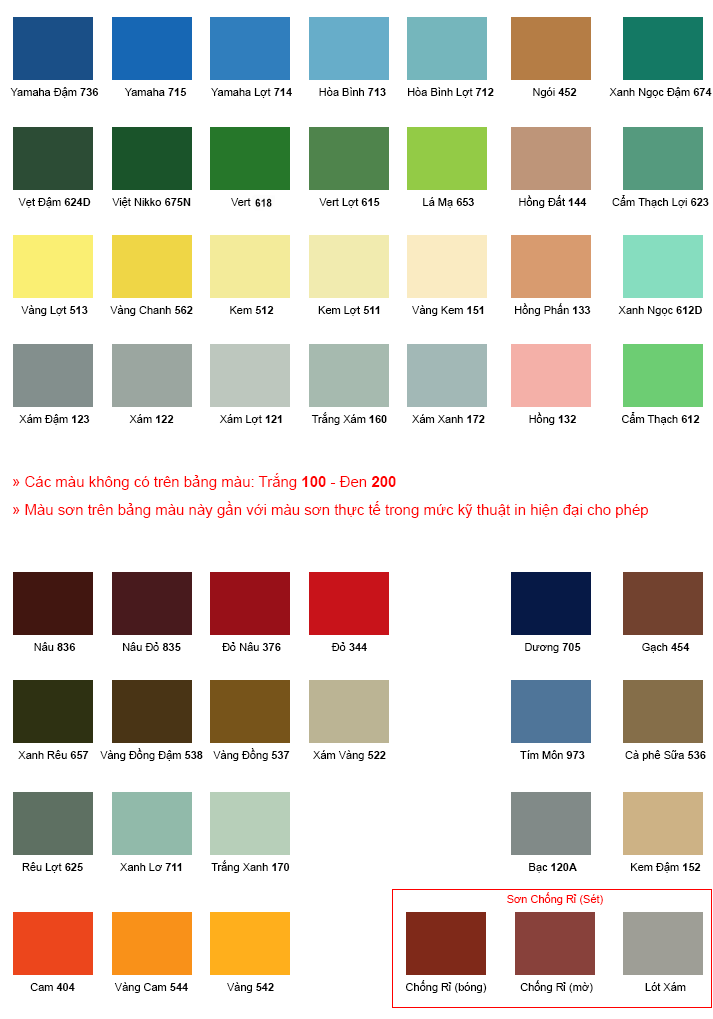 Yamaha Đậm 736
Yamaha 715
Yamaha Lợt 714
Hòa Bình 713
Hòa Bình Lợt 712
Ngói 452
Xanh Ngọc Đậm 674
Vẹt Đậm 624D
Việt Nikko 675N
Vert 618
Vert Lợt 615
Lá Mạ 653
Hồng Đất 144
Cẩm Thạch Lợi 623
Vàng Lợt 513
Vàng Chanh 562
Kem 512
Kem Lợt 511
Vàng Kem 151
Hồng Phấn 133
Xanh Ngọc 612D
Xám Đậm 123
Xám 122
Xám Lợt 121
Trắng Xám 160
Xám Xanh 172
Hồng 132
Cẩm Thạch 612
» Các màu không có trên bảng màu: Trắng 100 - Đen 200
» Màu sơn trên bảng màu này gần với màu sơn thực tế trong mức kỹ thuật in hiện đại cho phép
Nâu 836
Nâu Đỏ 835
Đỏ Nâu 376
Đỏ 344
Dương 705
Gạch 454
Xanh Rêu 657
Vàng Đồng Đậm 538
Vàng Đồng 537
Xám Vàng 522
Tím Môn 973
Cà phê Sữa 536
Rêu Lợt 625
Xanh Lơ 711
Trắng Xanh 170
Bạc 120A
Kem Đậm 152
Sơn Chống Rỉ (Sét)
Cam 404
Vàng Cam 544
Vàng 542
Chống Rỉ (bóng)
Chống Rỉ (mờ)
Lót Xám